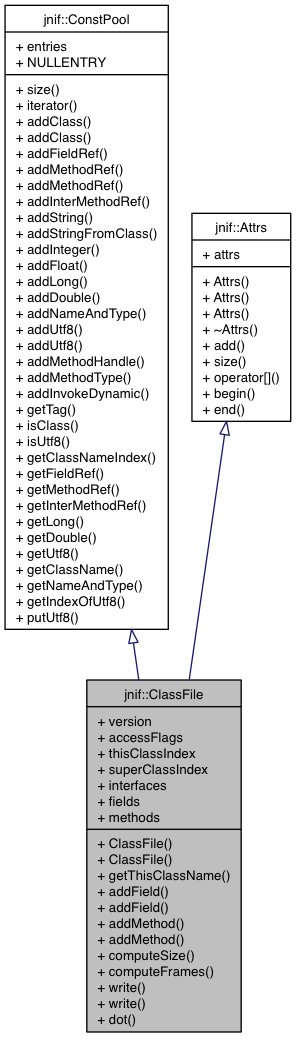 jnif::ConstPool
+ entries
+ NULLENTRY
+ size()
+ iterator()
+ addClass()
+ addClass()
+ addFieldRef()
+ addMethodRef()
+ addMethodRef()
+ addInterMethodRef()
+ addString()
+ addStringFromClass()
+ addInteger()
+ addFloat()
+ addLong()
+ addDouble()
+ addNameAndType()
+ addUtf8()
+ addUtf8()
+ addMethodHandle()
+ addMethodType()
+ addInvokeDynamic()
+ getTag()
+ isClass()
+ isUtf8()
+ getClassNameIndex()
+ getFieldRef()
+ getMethodRef()
+ getInterMethodRef()
+ getLong()
+ getDouble()
+ getUtf8()
+ getClassName()
+ getNameAndType()
+ getIndexOfUtf8()
+ putUtf8()
jnif::Attrs
+ attrs
+ Attrs()
+ Attrs()
+ Attrs()
+ ~Attrs()
+ add()
+ size()
+ operator[]()
+ begin()
+ end()
jnif::ClassFile
+ version
+ accessFlags
+ thisClassIndex
+ superClassIndex
+ interfaces
+ fields
+ methods
+ ClassFile()
+ ClassFile()
+ getThisClassName()
+ addField()
+ addField()
+ addMethod()
+ addMethod()
+ computeSize()
+ computeFrames()
+ write()
+ write()
+ dot()